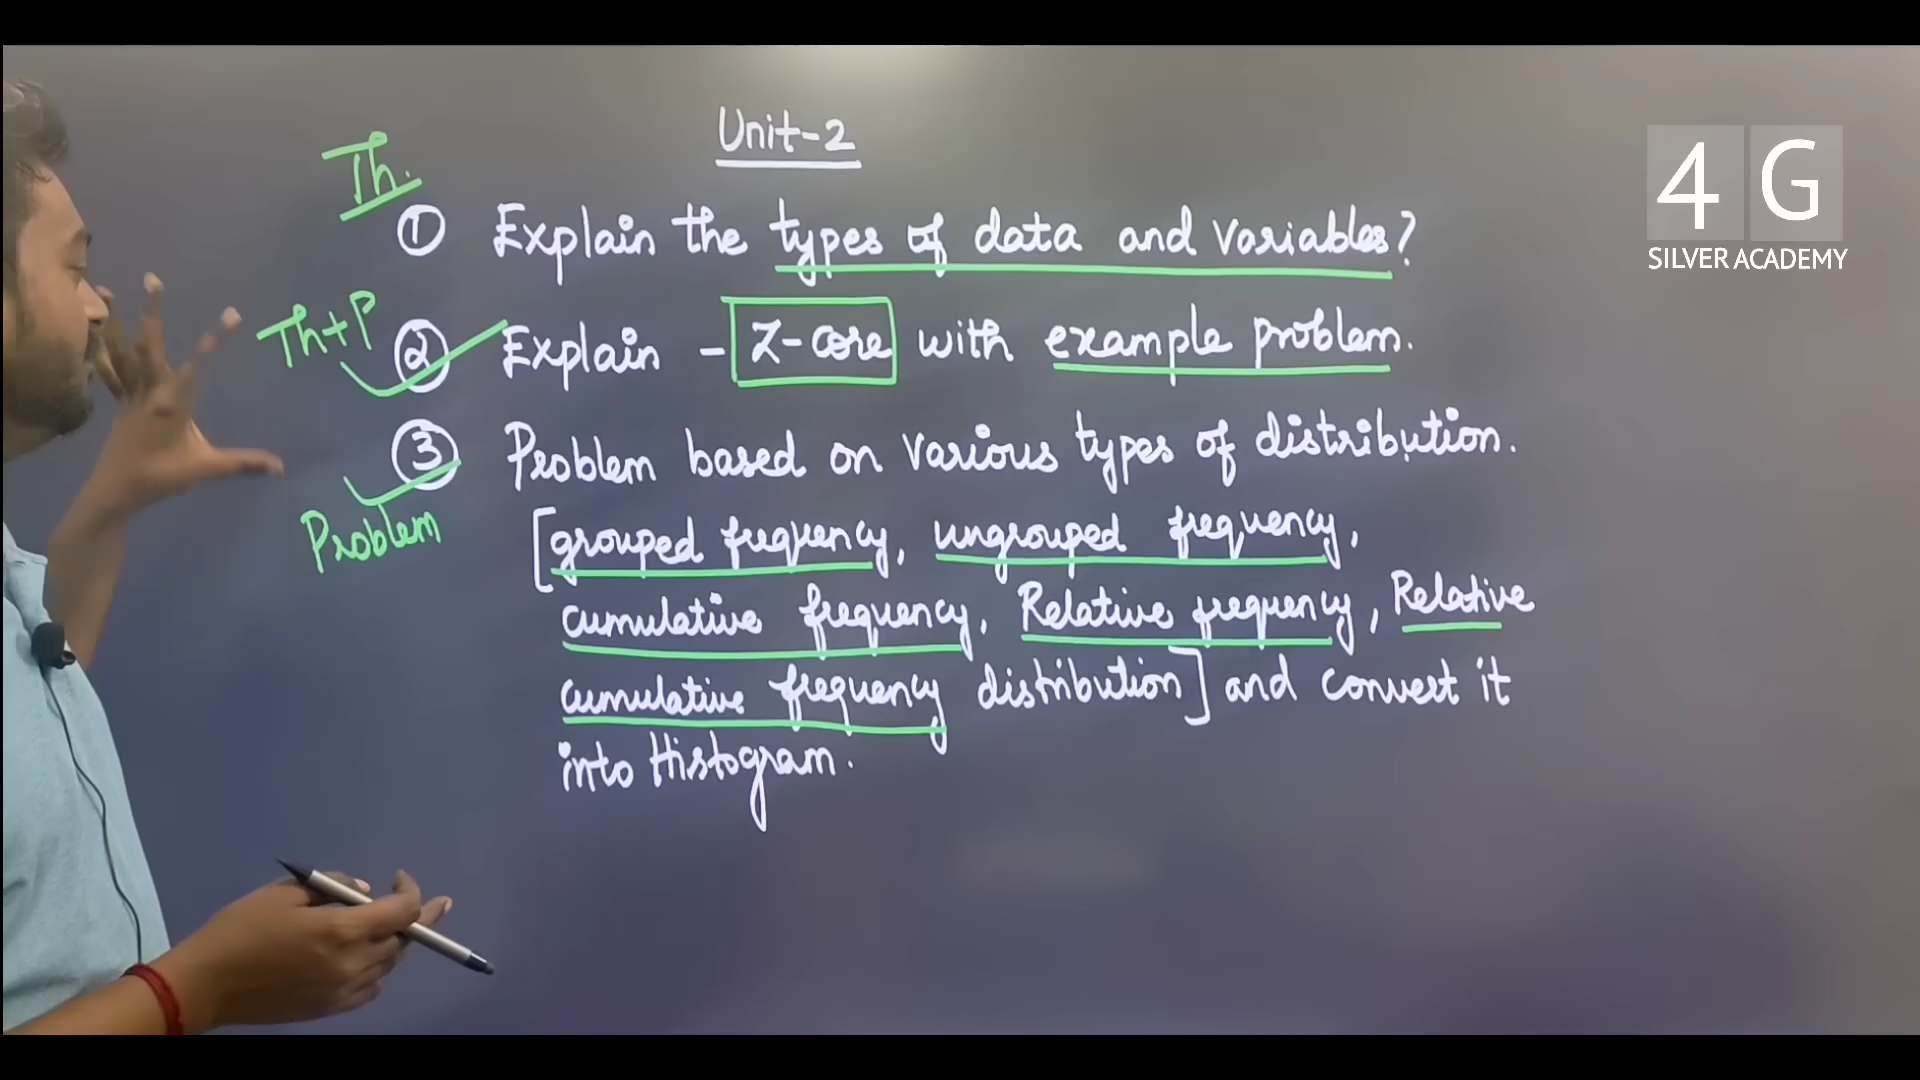 Unit-2
Th.
① Explain the types of data and variables?
Th+P
② Explain - Z-core with example problem.
③ Problem based on various types of distribution.
Problem
[grouped frequency, ungrouped frequency,
cumulative frequency, Relative frequency, Relative
cumulative frequency distribution] and convert it
into Histogram.
4 G
SILVER ACADEMY